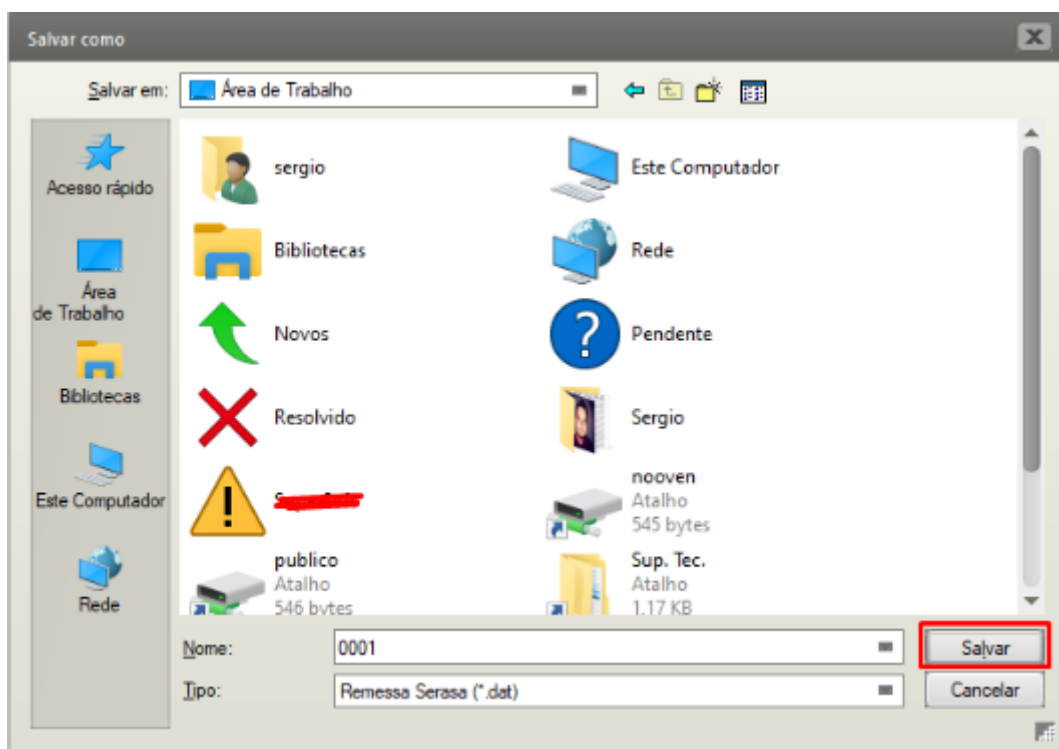 Salvar como
Salvar em:
Área de Trabalho
Acesso rápido
Área
de Trabalho
Bibliotecas
Este Computador
Rede
sergio
Este Computador
Bibliotecas
Rede
Novos
Pendente
Resolvido
Sergio
nooven
Atalho
545 bytes
publico
Atalho
546 bytes
Sup. Tec.
Atalho
1,17 KB
Nome:
0001
Salvar
Tipo:
Remessa Serasa (*.dat)
Cancelar